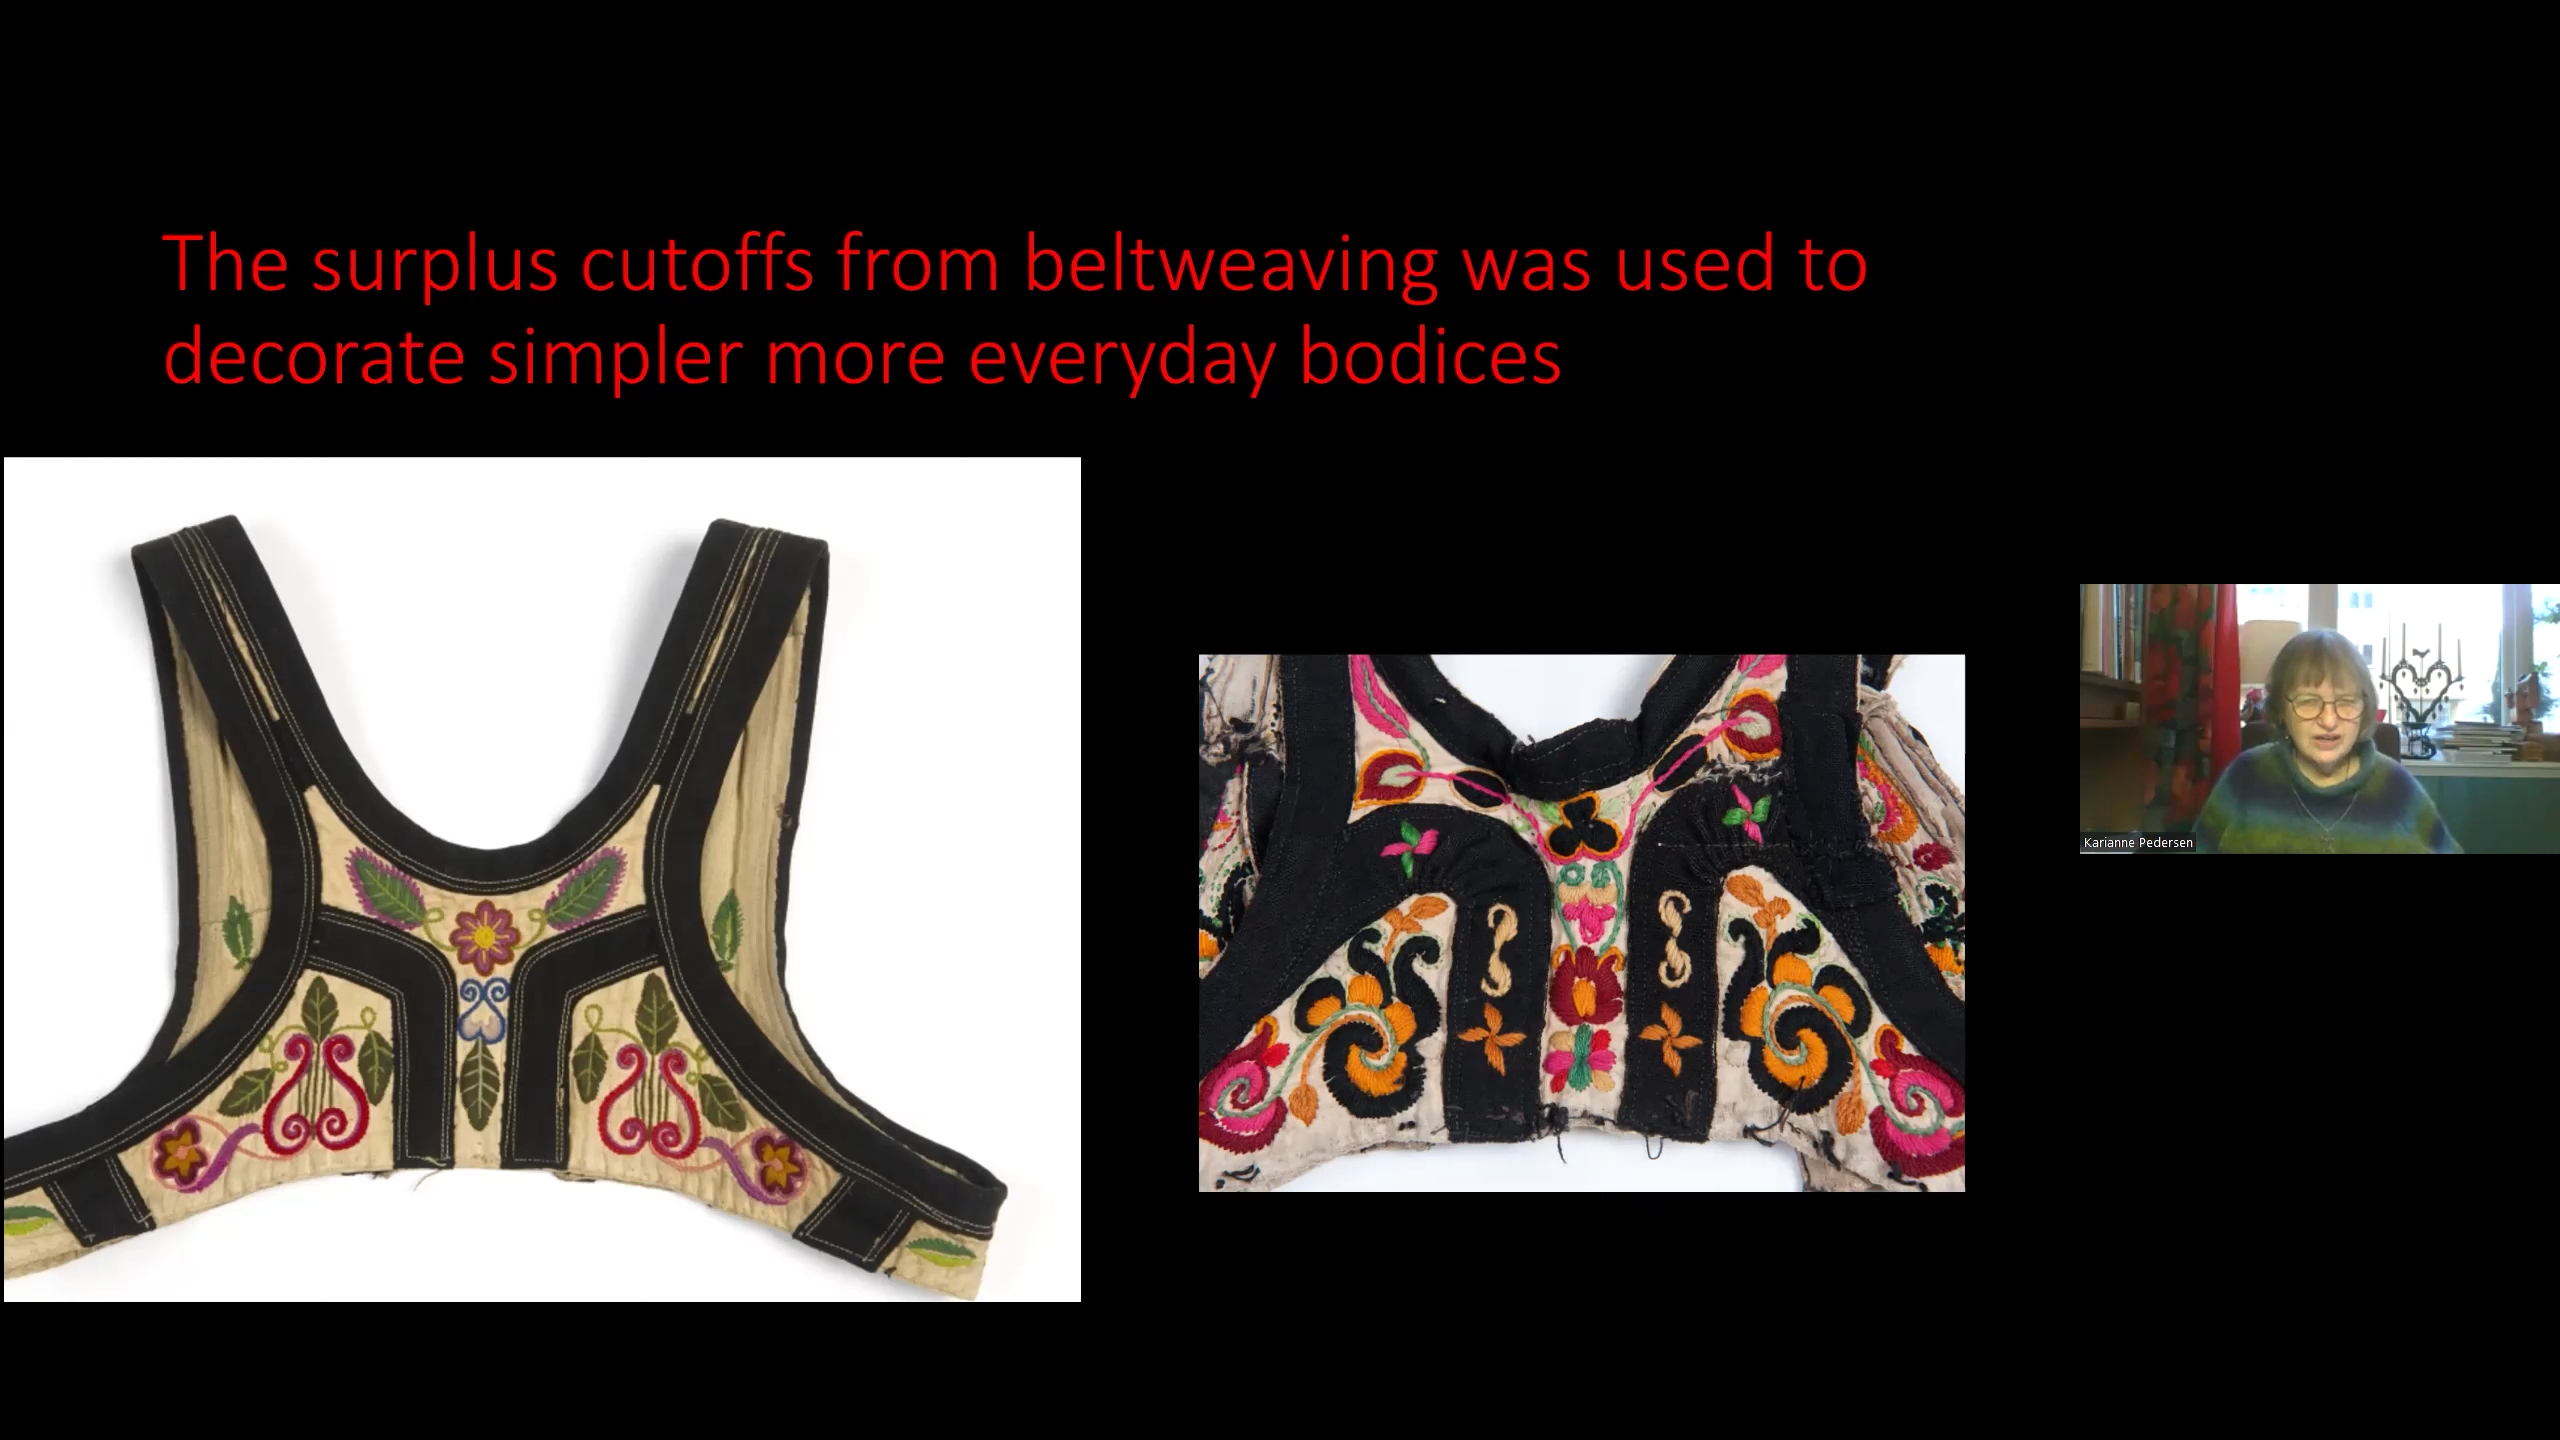 The surplus cutoffs from beltweaving was used to
decorate simpler more everyday bodices
Karianne Pedersen